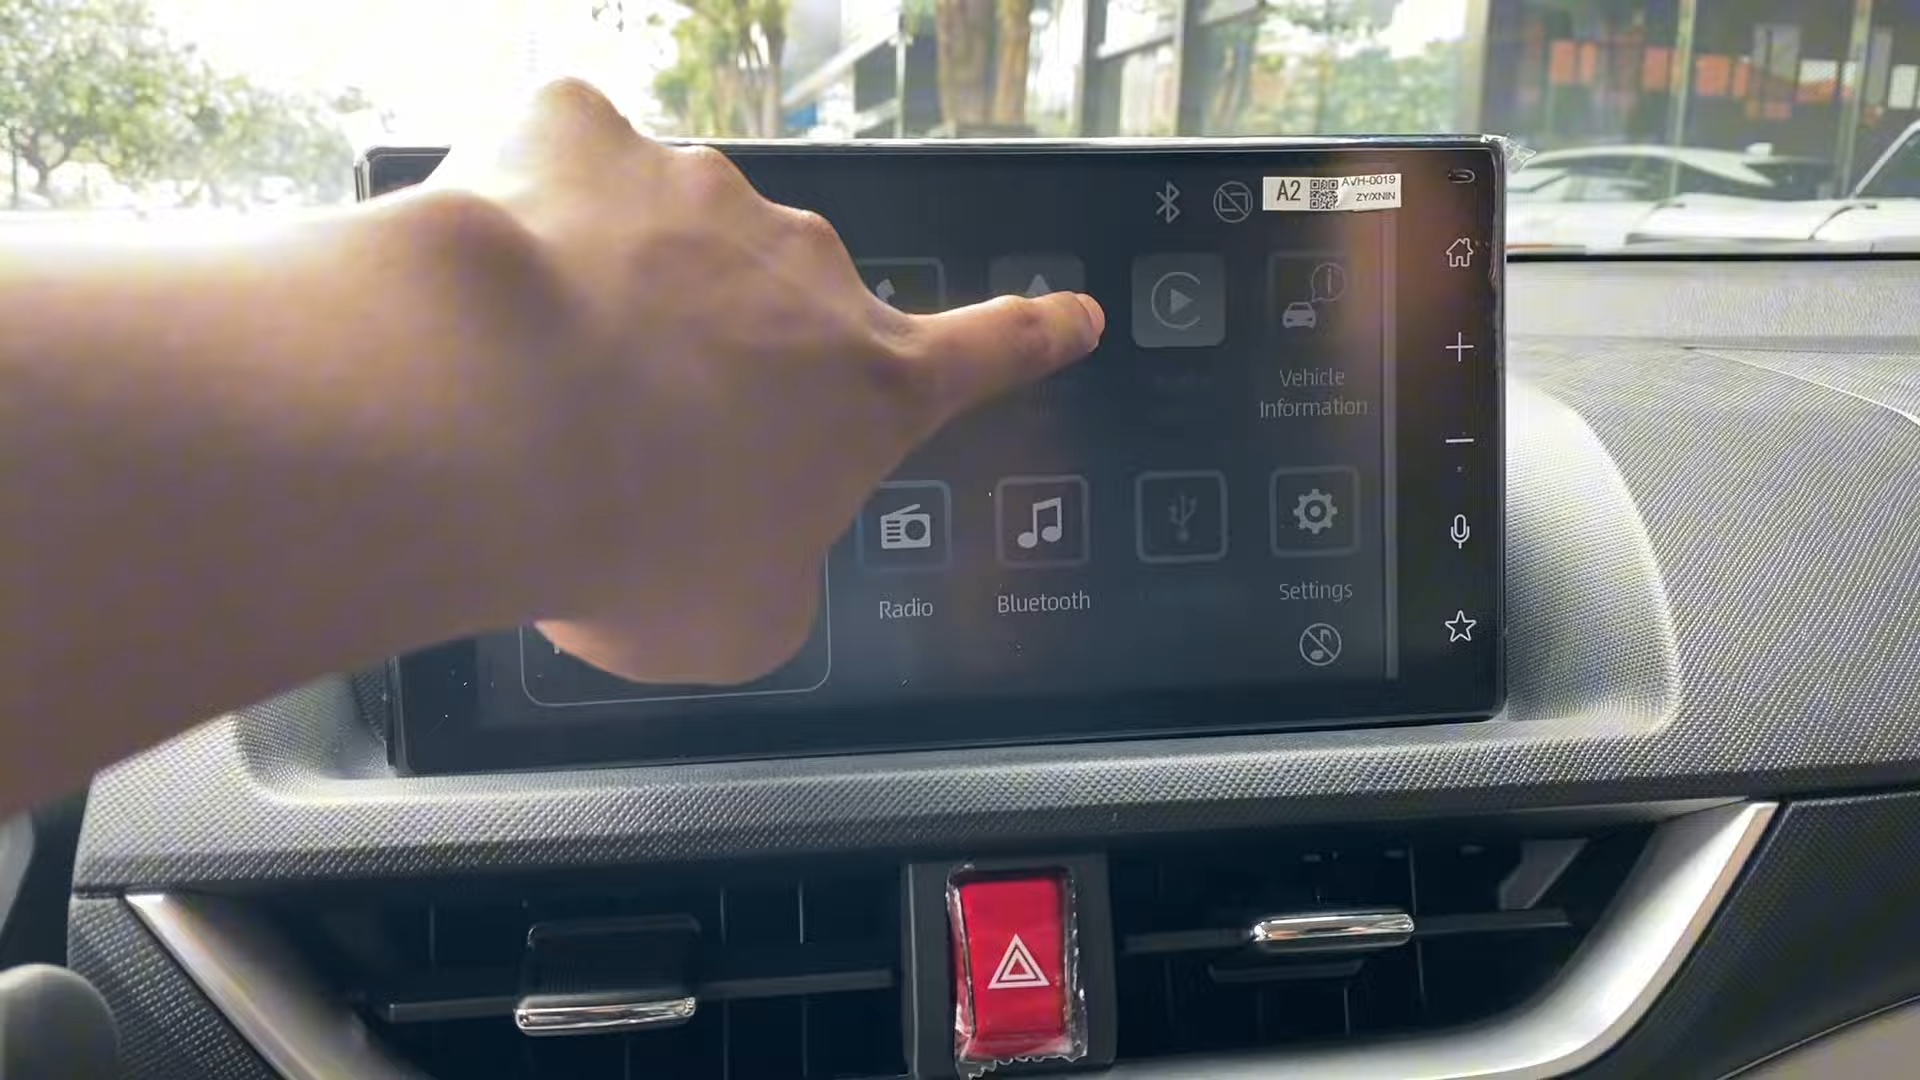 A2
AVH-0019
ZY/XNIN
Vehicle
Information
Radio
Bluetooth
Settings